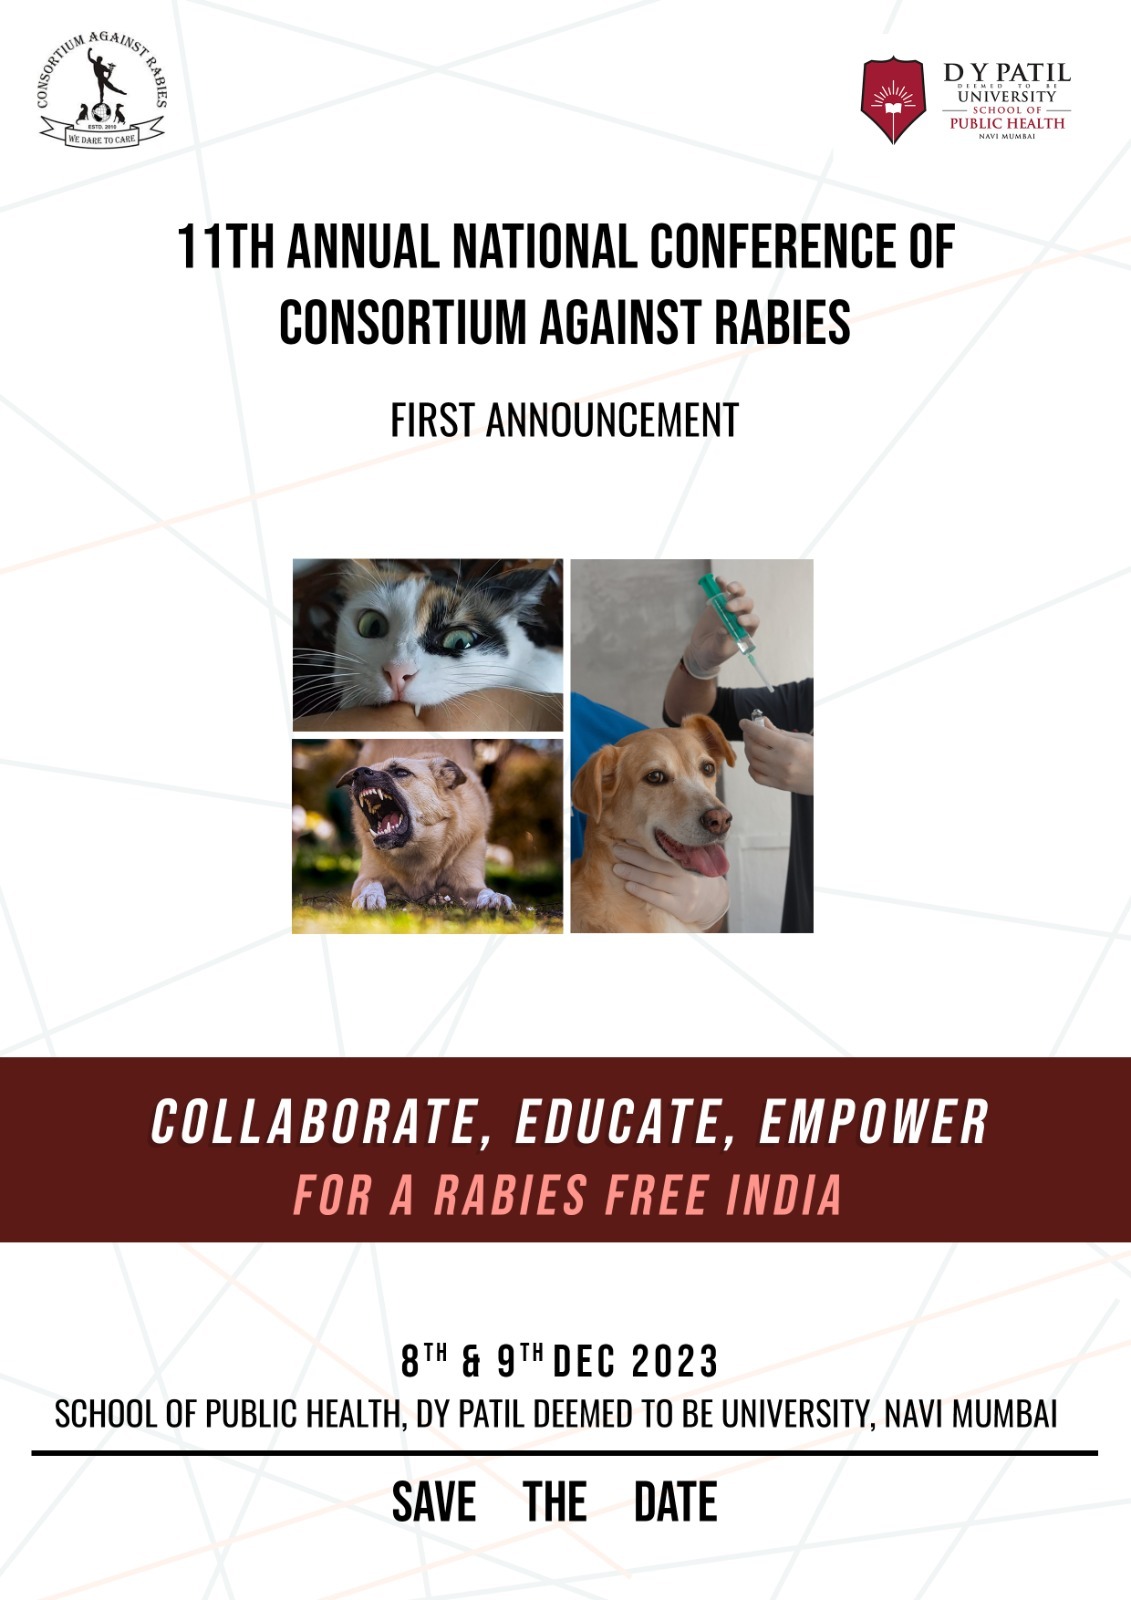 CONSORTIUM AGAINST RABIES
ESTD. 2010
WE DARE TO CARE
D Y PATIL
DEEMED TO BE
UNIVERSITY
SCHOOL OF
PUBLIC HEALTH
NAVI MUMBAI
11TH ANNUAL NATIONAL CONFERENCE OF
CONSORTIUM AGAINST RABIES
FIRST ANNOUNCEMENT
COLLABORATE, EDUCATE, EMPOWER
FOR A RABIES FREE INDIA
8TH & 9TH DEC 2023
SCHOOL OF PUBLIC HEALTH, DY PATIL DEEMED TO BE UNIVERSITY, NAVI MUMBAI
SAVE THE DATE